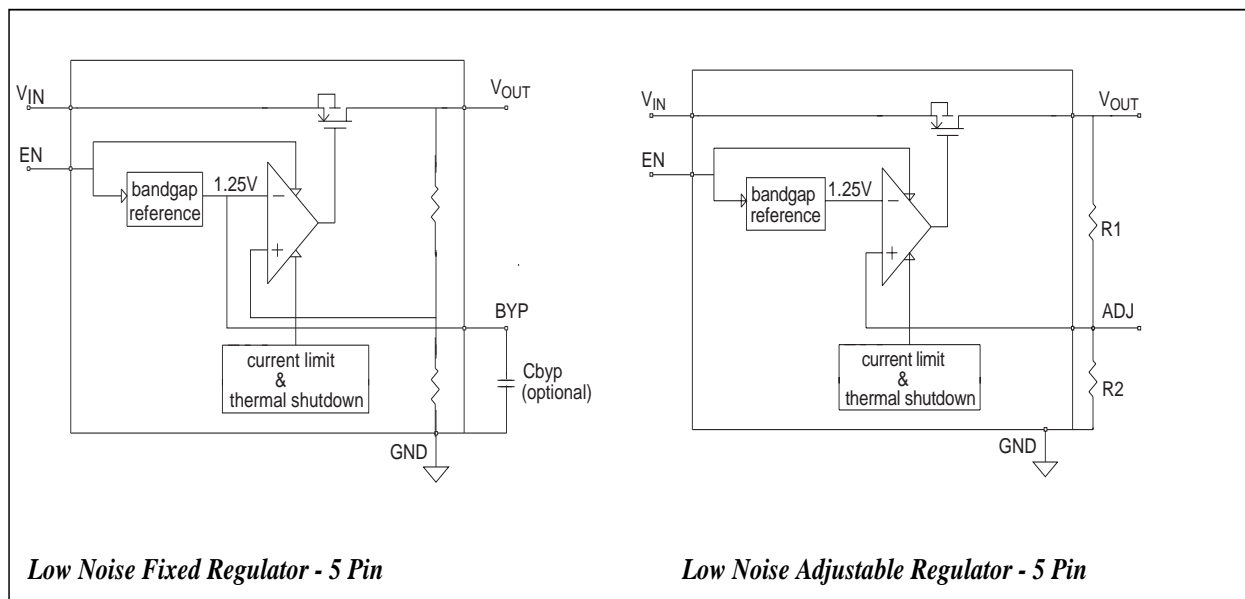 VIN
VOUT
EN
bandgap
reference
1.25V
−
+
BYP
current limit
&
thermal shutdown
Cbyp
(optional)
GND
Low Noise Fixed Regulator - 5 Pin
VIN
VOUT
EN
bandgap
reference
1.25V
−
+
R1
ADJ
current limit
&
thermal shutdown
R2
GND
Low Noise Adjustable Regulator - 5 Pin